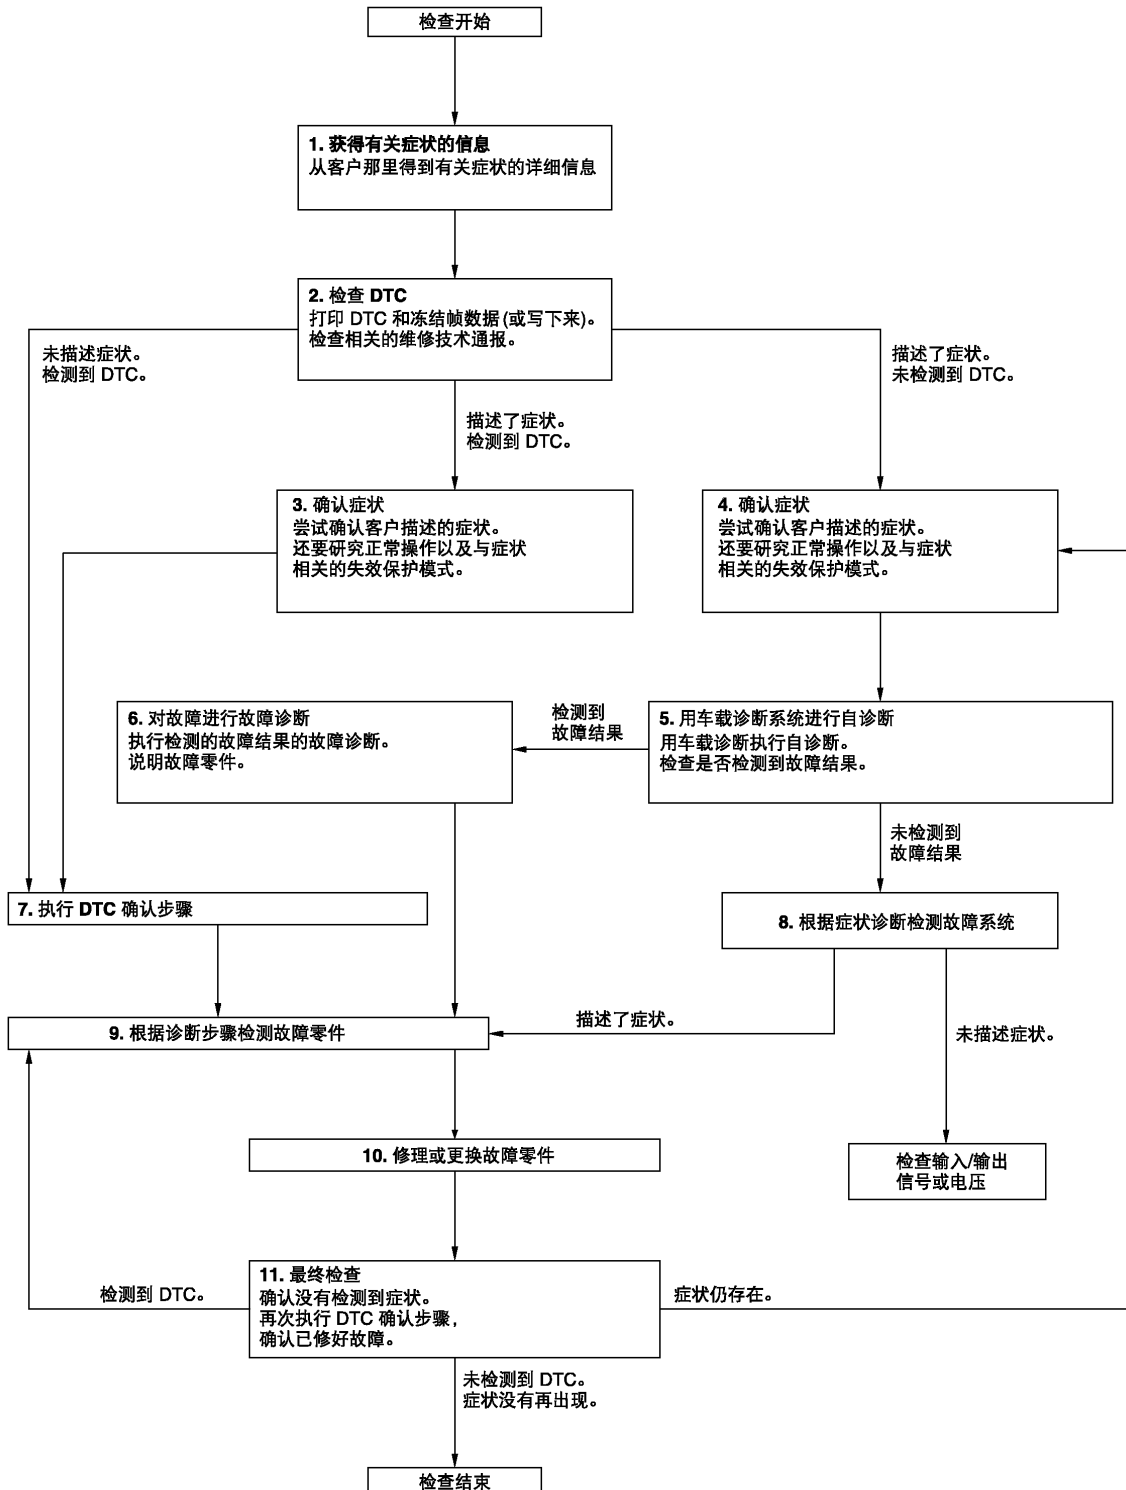 检查开始
1. 获得有关症状的信息
从客户那里得到有关症状的详细信息
2. 检查 DTC
打印 DTC 和冻结帧数据(或写下来)。
检查相关的维修技术通报。
未描述症状。
检测到 DTC。
描述了症状。
未检测到 DTC。
描述了症状。
检测到 DTC。
3. 确认症状
尝试确认客户描述的症状。
还要研究正常操作以及与症状
相关的失效保护模式。
4. 确认症状
尝试确认客户描述的症状。
还要研究正常操作以及与症状
相关的失效保护模式。
6. 对故障进行故障诊断
执行检测的故障结果的故障诊断。
说明故障零件。
检测到
故障结果
5. 用车载诊断系统进行自诊断
用车载诊断执行自诊断。
检查是否检测到故障结果。
未检测到
故障结果
7. 执行 DTC 确认步骤
8. 根据症状诊断检测故障系统
9. 根据诊断步骤检测故障零件
描述了症状。
未描述症状。
10. 修理或更换故障零件
检查输入/输出
信号或电压
11. 最终检查
确认没有检测到症状。
再次执行 DTC 确认步骤，
确认已修好故障。
检测到 DTC。
症状仍存在。
未检测到 DTC。
症状没有再出现。
检查结束